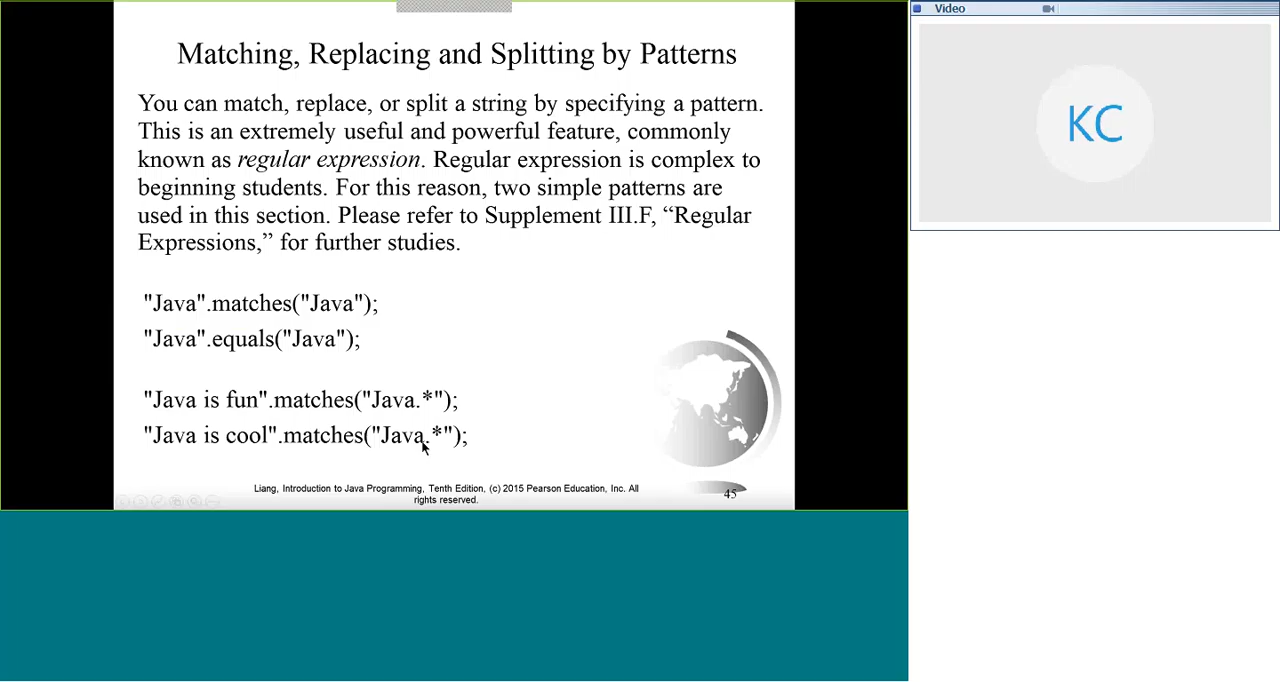 Matching, Replacing and Splitting by Patterns
You can match, replace, or split a string by specifying a pattern.
This is an extremely useful and powerful feature, commonly
known as regular expression. Regular expression is complex to
beginning students. For this reason, two simple patterns are
used in this section. Please refer to Supplement III.F, “Regular
Expressions,” for further studies.
"Java".matches("Java");
"Java".equals("Java");
"Java is fun".matches("Java.*");
"Java is cool".matches("Java.*");
Liang, Introduction to Java Programming, Tenth Edition, (c) 2015 Pearson Education, Inc. All
rights reserved.
45
Video
KC